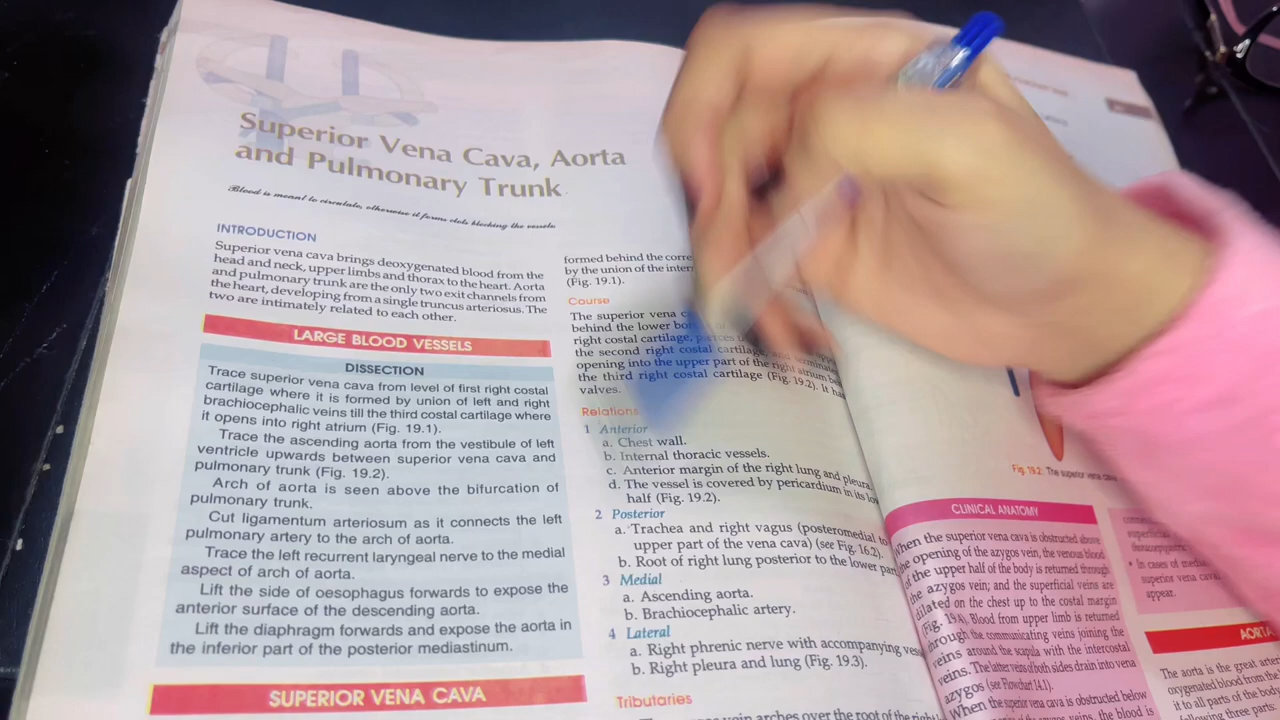 Superior Vena Cava, Aorta
and Pulmonary Trunk
Blood is meant to circulate, otherwise it forms clots blocking the vessels
INTRODUCTION
Superior vena cava brings deoxygenated blood from the
head and neck, upper limbs and thorax to the heart. Aorta
and pulmonary trunk are the only two exit channels from
the heart, developing from a single truncus arteriosus. The
two are intimately related to each other.
LARGE BLOOD VESSELS
DISSECTION
Trace superior vena cava from level of first right costal
cartilage where it is formed by union of left and right
brachiocephalic veins till the third costal cartilage where
it opens into right atrium (Fig. 19.1).
Trace the ascending aorta from the vestibule of left
ventricle upwards between superior vena cava and
pulmonary trunk (Fig. 19.2).
Arch of aorta is seen above the bifurcation of
pulmonary trunk.
Cut ligamentum arteriosum as it connects the left
pulmonary artery to the arch of aorta.
Trace the left recurrent laryngeal nerve to the medial
aspect of arch of aorta.
Lift the side of oesophagus forwards to expose the
anterior surface of the descending aorta.
Lift the diaphragm forwards and expose the aorta in
the inferior part of the posterior mediastinum.
SUPERIOR VENA CAVA
formed behind the
by the union of the
(Fig. 19.1).
Course
The superior vena
behind the lower
right costal cartilage, pierces
the second right costal cartilage, and
opening into the upper part of the right atrium
the third right costal cartilage (Fig. 19.2). It
valves.
Relations
1 Anterior
a. Chest wall.
b. Internal thoracic vessels.
c. Anterior margin of the right lung and pleura
d. The vessel is covered by pericardium in its
half (Fig. 19.2).
2 Posterior
a. Trachea and right vagus (posteromedial to
upper part of the vena cava) (see Fig. 16.2).
b. Root of right lung posterior to the lower
3 Medial
a. Ascending aorta.
b. Brachiocephalic artery.
4 Lateral
a. Right phrenic nerve with accompanying
b. Right pleura and lung (Fig. 19.3).
Tributaries
vein arches over the root of the
Fig. 19.2: The superior vena
CLINICAL ANATOMY
When the superior vena cava is obstructed above
the opening of the azygos vein, the venous blood
of the upper half of the body is returned through
the azygos vein; and the superficial veins are
dilated on the chest up to the costal margin
(Fig. 19.4). Blood from upper limb is returned
through the communicating veins joining the
veins around the scapula with the intercostal
veins. The latter veins of both sides drain into vena
azygos (see Flowchart 14.1).
When the superior vena cava is obstructed below
veins, the blood is
• In cases of
superior vena cava
appear.
The aorta is the great
oxygenated blood from the
it to all parts of the body
three parts: